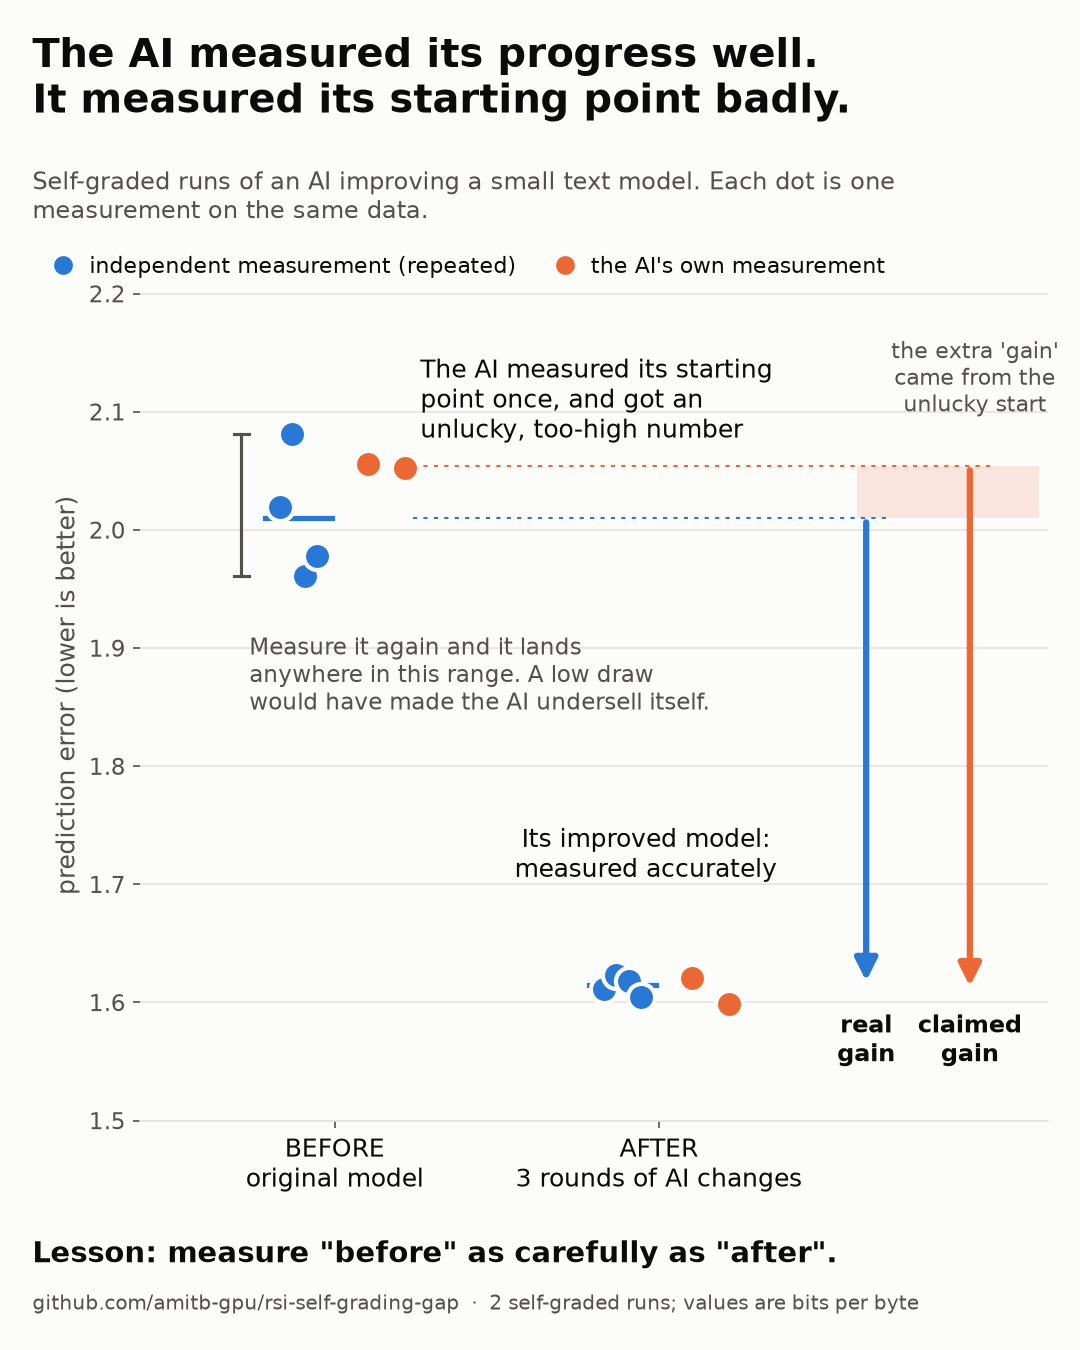 The AI measured its progress well.
It measured its starting point badly.
Self-graded runs of an AI improving a small text model. Each dot is one
measurement on the same data.
independent measurement (repeated)
the AI's own measurement
2.2
the extra 'gain'
came from the
unlucky start
The AI measured its starting
point once, and got an
unlucky, too-high number
2.1
2.0
1.9
Measure it again and it lands
anywhere in this range. A low draw
would have made the AI undersell itself.
prediction error (lower is better)
1.8
Its improved model:
measured accurately
1.7
1.6
real
gain
claimed
gain
1.5
BEFORE
original model
AFTER
3 rounds of AI changes
Lesson: measure "before" as carefully as "after".
github.com/amitb-gpu/rsi-self-grading-gap · 2 self-graded runs; values are bits per byte